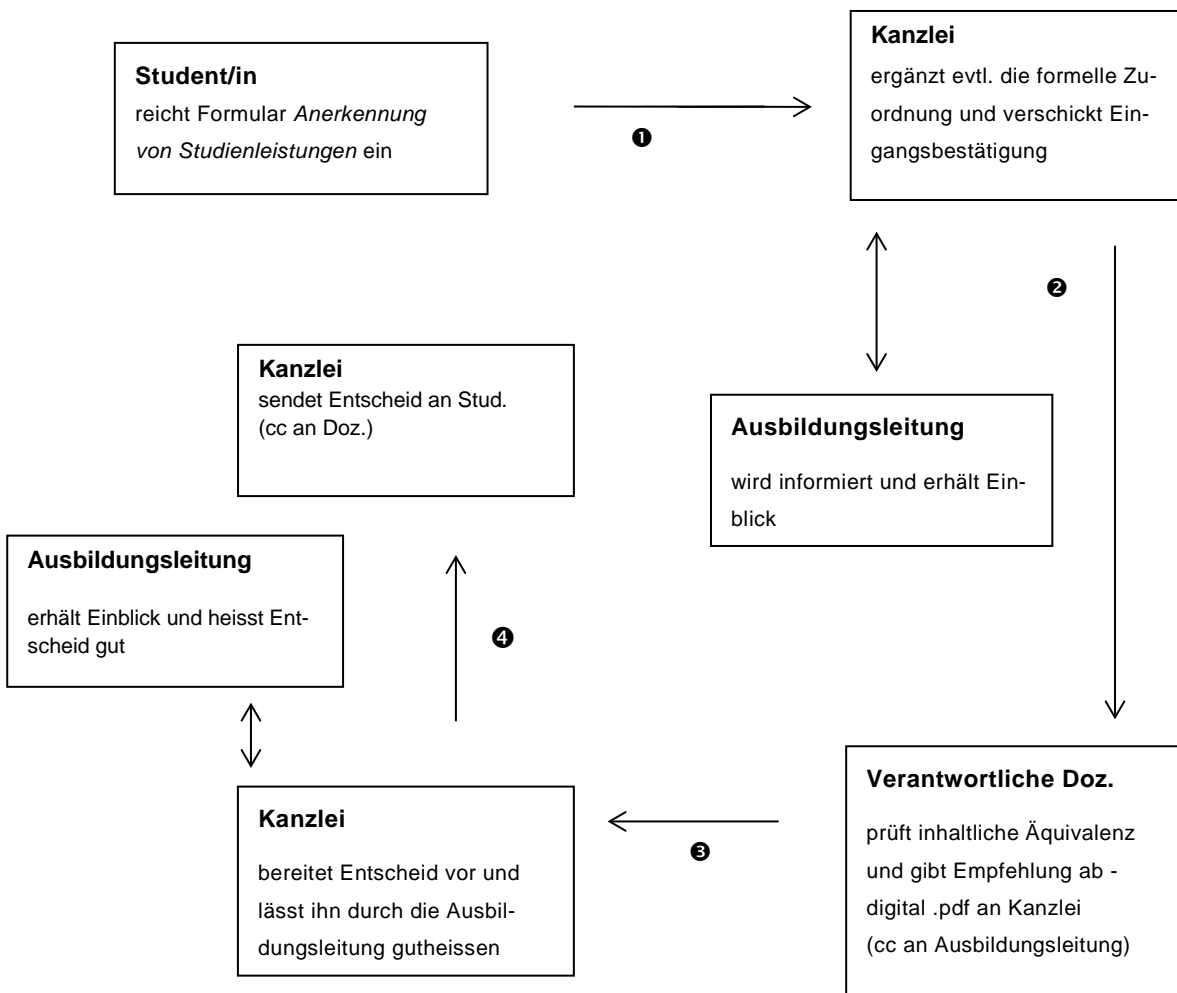 Student/in
reicht Formular Anerkennung
von Studienleistungen ein
❶
Kanzlei
ergänzt evtl. die formelle Zu-
ordnung und verschickt Ein-
gangsbestätigung
❷
Ausbildungsleitung
wird informiert und erhält Ein-
blick
Verantwortliche Doz.
prüft inhaltliche Äquivalenz
und gibt Empfehlung ab -
digital .pdf an Kanzlei
(cc an Ausbildungsleitung)
❸
Kanzlei
bereitet Entscheid vor und
lässt ihn durch die Ausbil-
dungsleitung gutheissen
Ausbildungsleitung
erhält Einblick und heisst Ent-
scheid gut
❹
Kanzlei
sendet Entscheid an Stud.
(cc an Doz.)